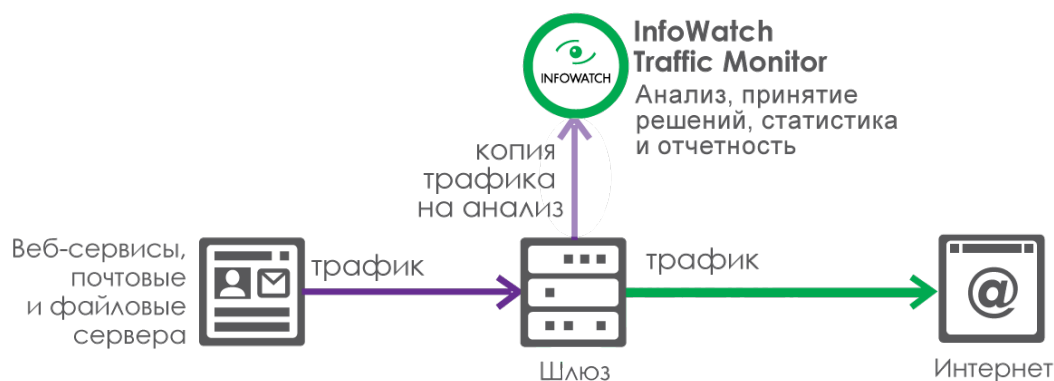 InfoWatch
Traffic Monitor
INFOWATCH
Анализ, принятие
решений, статистика
и отчетность
копия
трафика
на анализ
Веб-сервисы,
почтовые
и файловые
сервера
трафик
трафик
@
Шлюз
Интернет